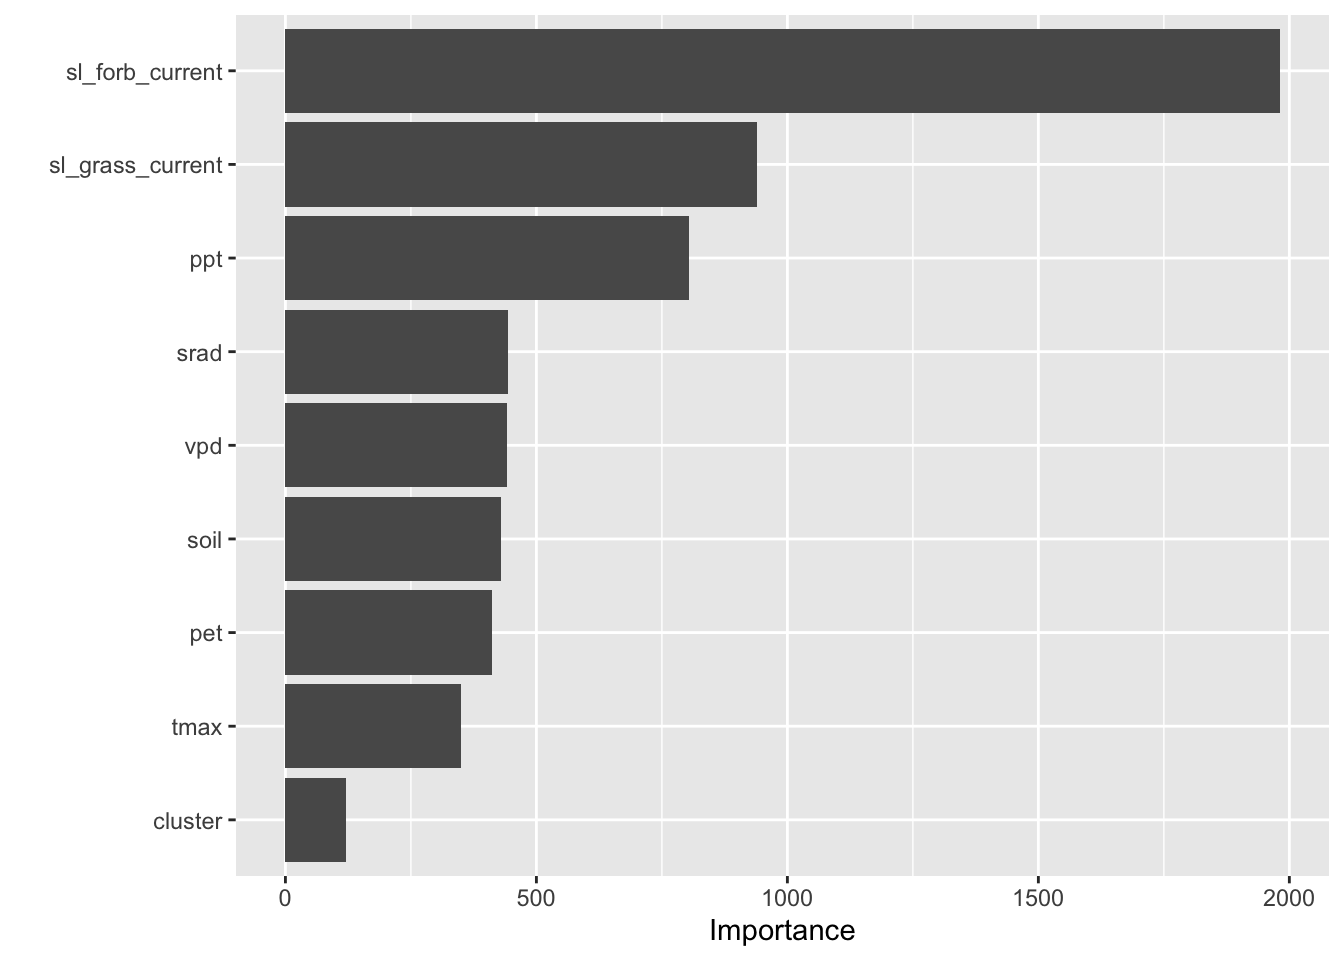 sl_forb_current
sl_grass_current
ppt
srad
vpd
soil
pet
tmax
cluster
0 500 1000 1500 2000
Importance